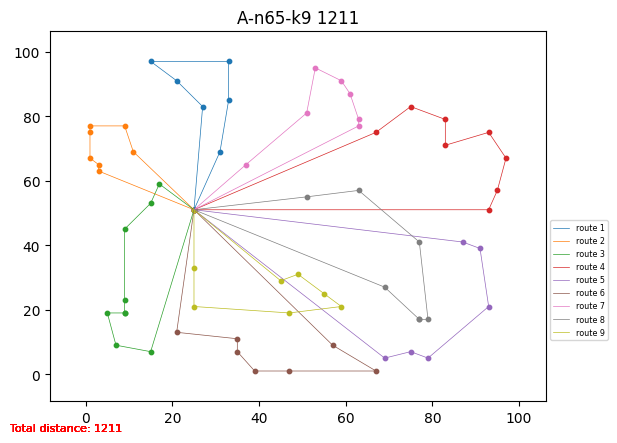 A-n65-k9 1211
100
80
60
40
20
0
0 20 40 60 80 100
route 1
route 2
route 3
route 4
route 5
route 6
route 7
route 8
route 9
Total distance: 1211